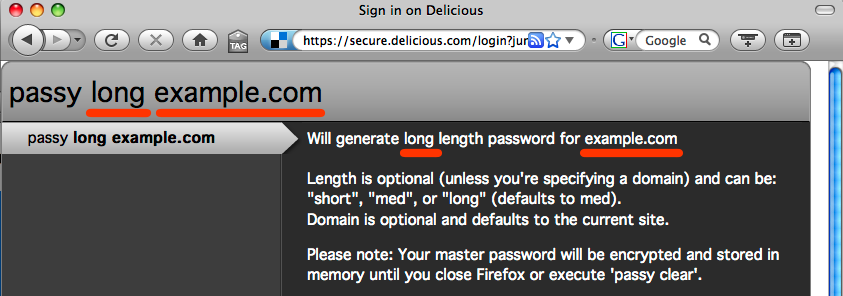 Sign in on Delicious
TAG
https://secure.delicious.com/login?jur
G
Google
passy long example.com
passy long example.com
Will generate long length password for example.com
Length is optional (unless you're specifying a domain) and can be:
"short", "med", or "long" (defaults to med).
Domain is optional and defaults to the current site.
Please note: Your master password will be encrypted and stored in
memory until you close Firefox or execute 'passy clear'.